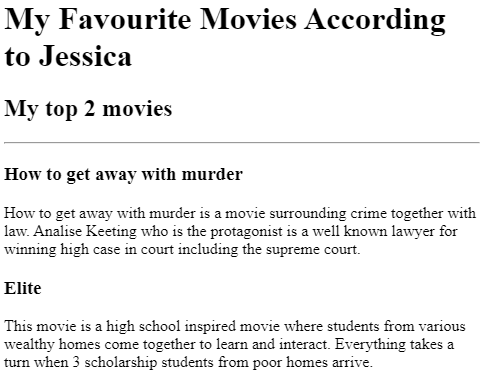 My Favourite Movies According
to Jessica
My top 2 movies
How to get away with murder
How to get away with murder is a movie surrounding crime together with
law. Analise Keeting who is the protagonist is a well known lawyer for
winning high case in court including the supreme court.
Elite
This movie is a high school inspired movie where students from various
wealthy homes come together to learn and interact. Everything takes a
turn when 3 scholarship students from poor homes arrive.